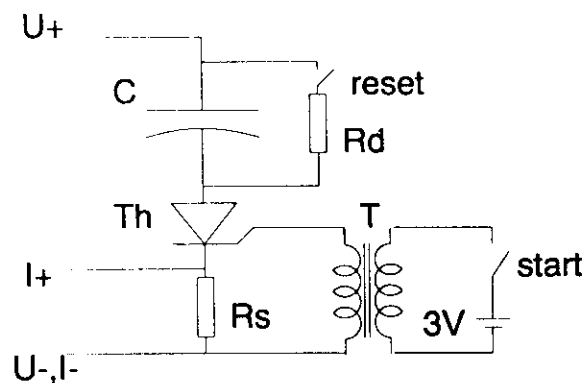 U+
C
reset
Rd
Th
T
I+
start
Rs
3V
U-,I-